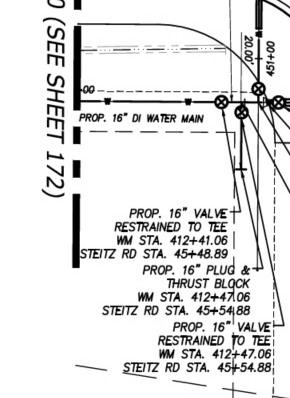 0 (SEE SHEET 172)
20.00'
451+00
00
W
W
PROP. 16" DI WATER MAIN
PROP. 16" VALVE
RESTRAINED TO TEE
WM STA. 412+41.06
STEITZ RD STA. 45+48.89
PROP. 16" PLUG &
THRUST BLOCK
WM STA. 412+47.06
STEITZ RD STA. 45+54.88
PROP. 16" VALVE
RESTRAINED TO TEE
WM STA. 412+47.06
STEITZ RD STA. 45+54.88